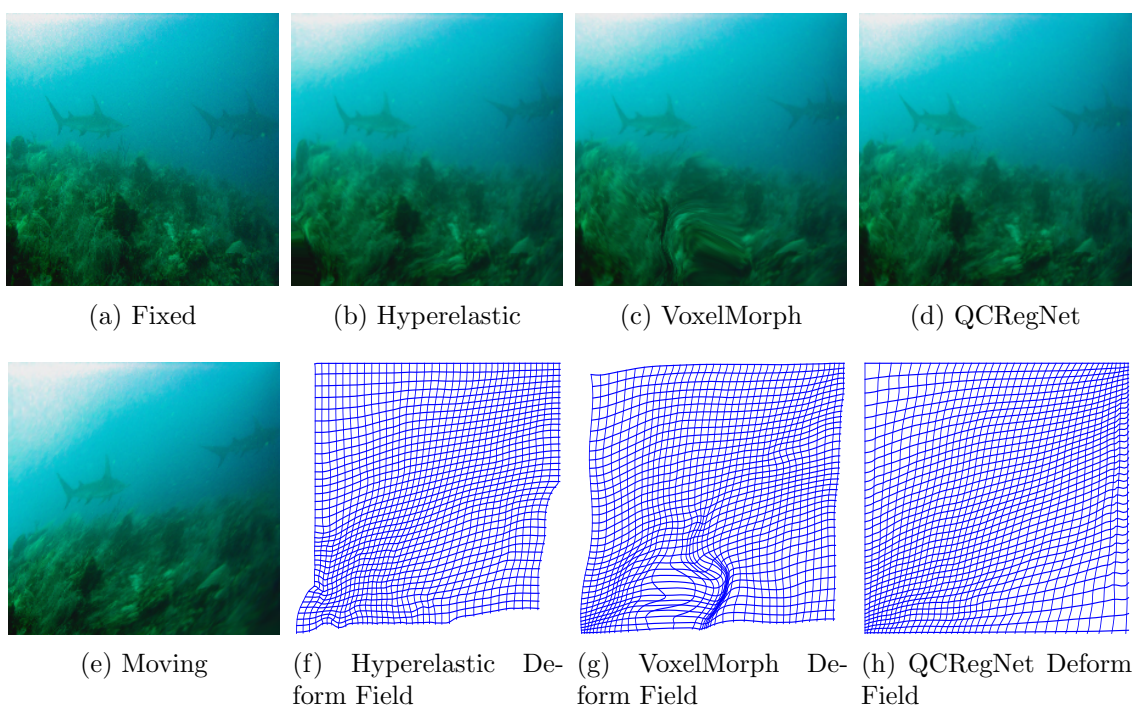 (a) Fixed
(b) Hyperelastic
(c) VoxelMorph
(d) QCRegNet
(e) Moving
(f) Hyperelastic De-
form Field
(g) VoxelMorph De-
form Field
(h) QCRegNet Deform
Field